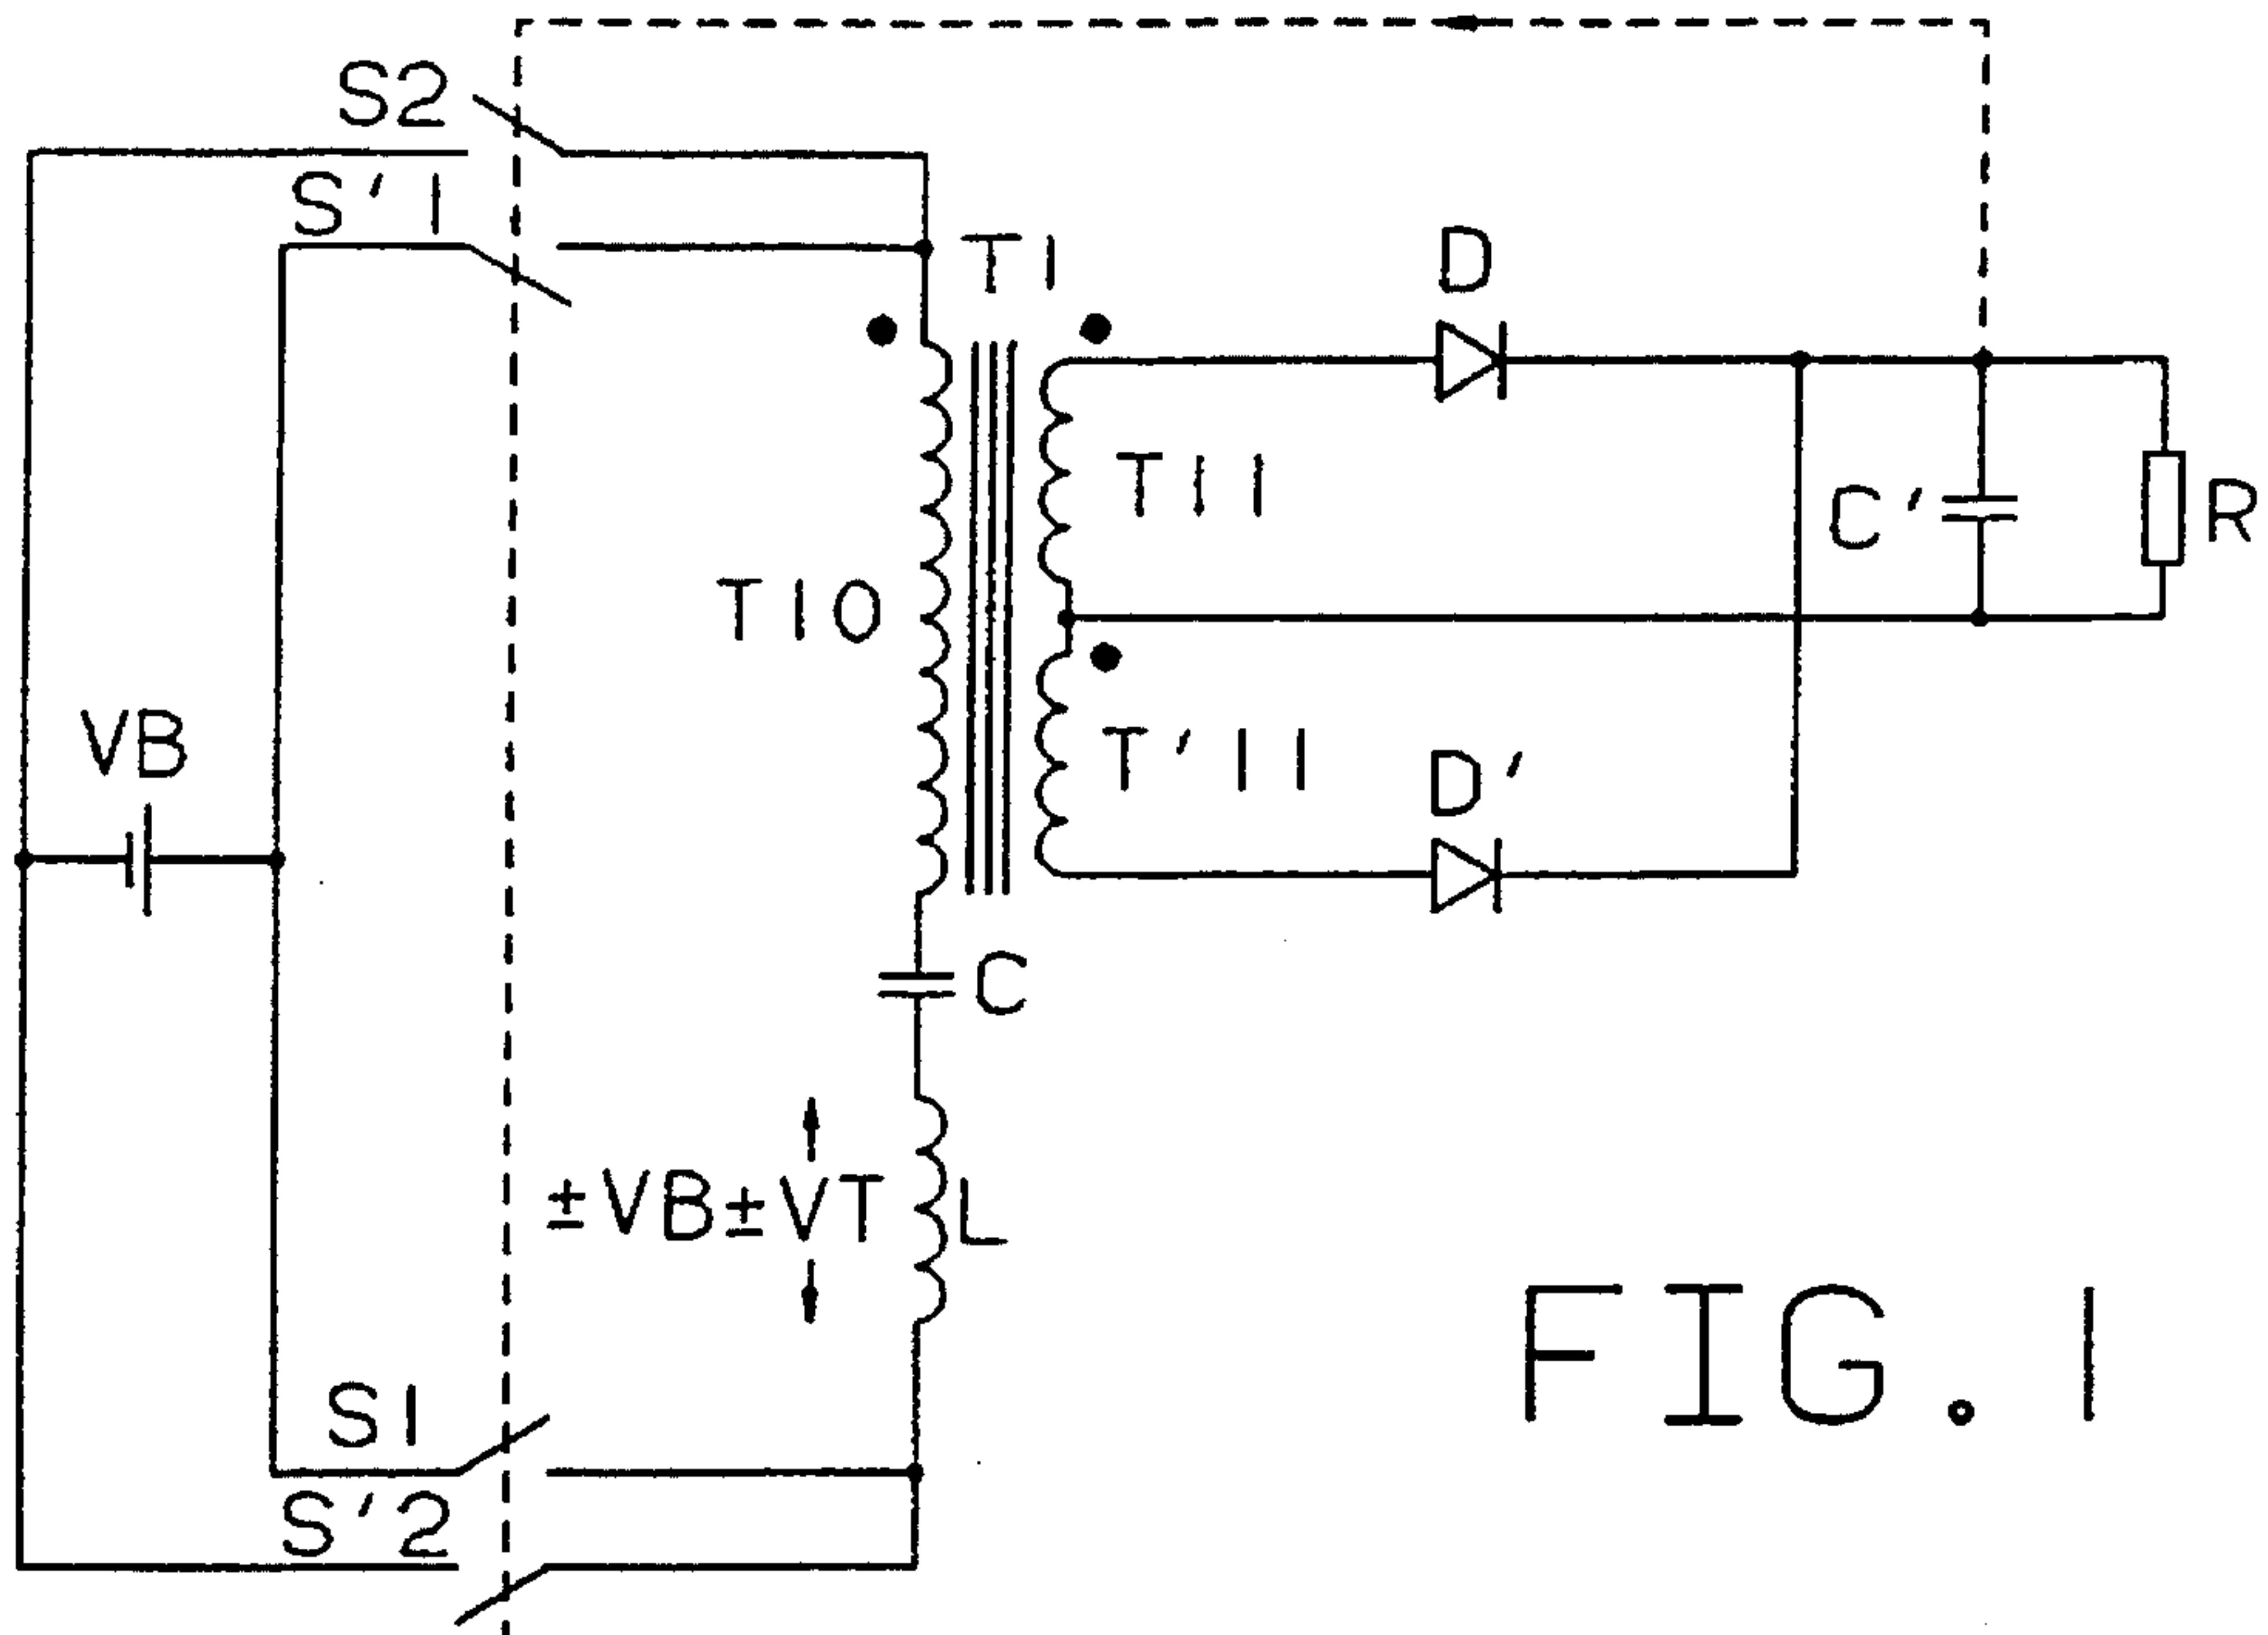 S2
S'1
T1
D
T11
C'
R
T10
VB
T'11
D'
C
±VB±VT
L
S1
S'2
FIG. 1